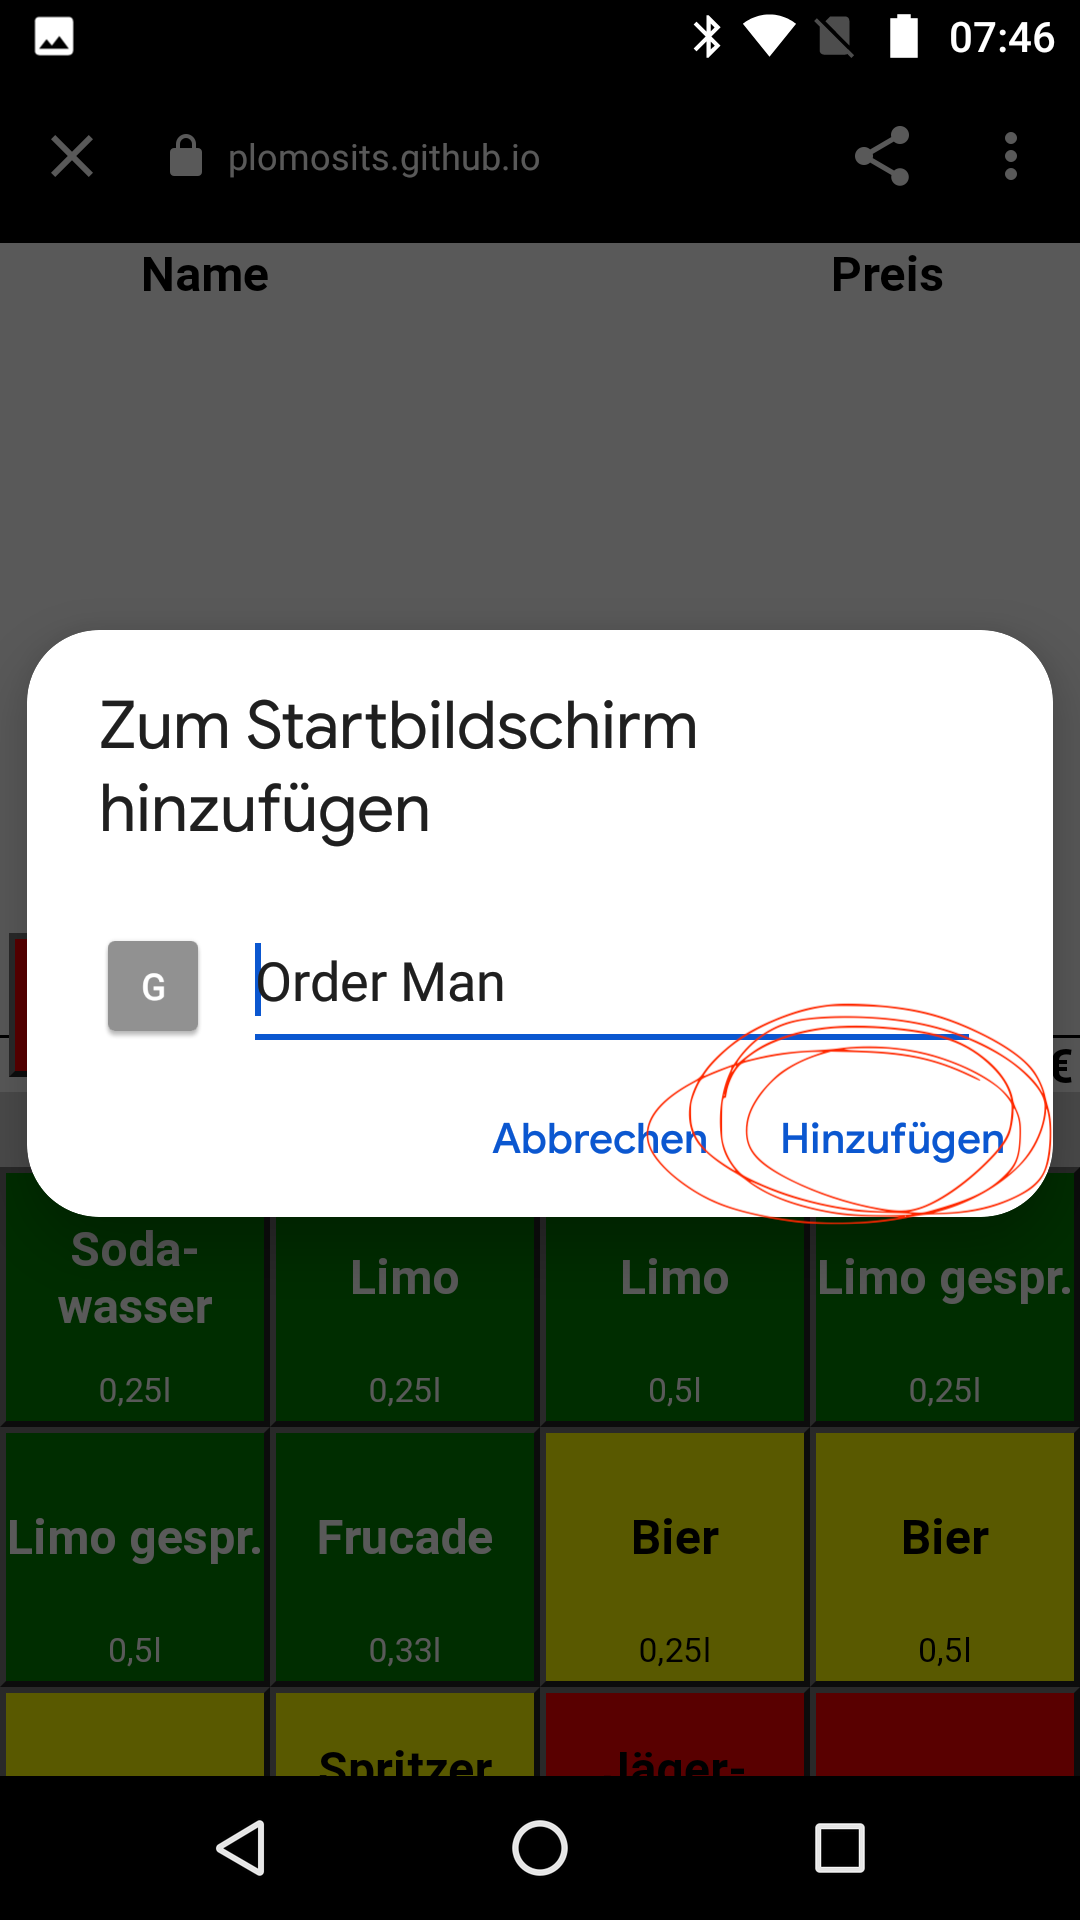 07:46
plomosits.github.io
Name Preis
Zum Startbildschirm
hinzufügen
G
Order Man
€
Abbrechen Hinzufügen
Soda-
wasser Limo Limo Limo gespr.
0,25l 0,25l 0,5l 0,25l
Limo gespr. Frucade Bier Bier
0,5l 0,33l 0,25l 0,5l
Spritzer Jäger-